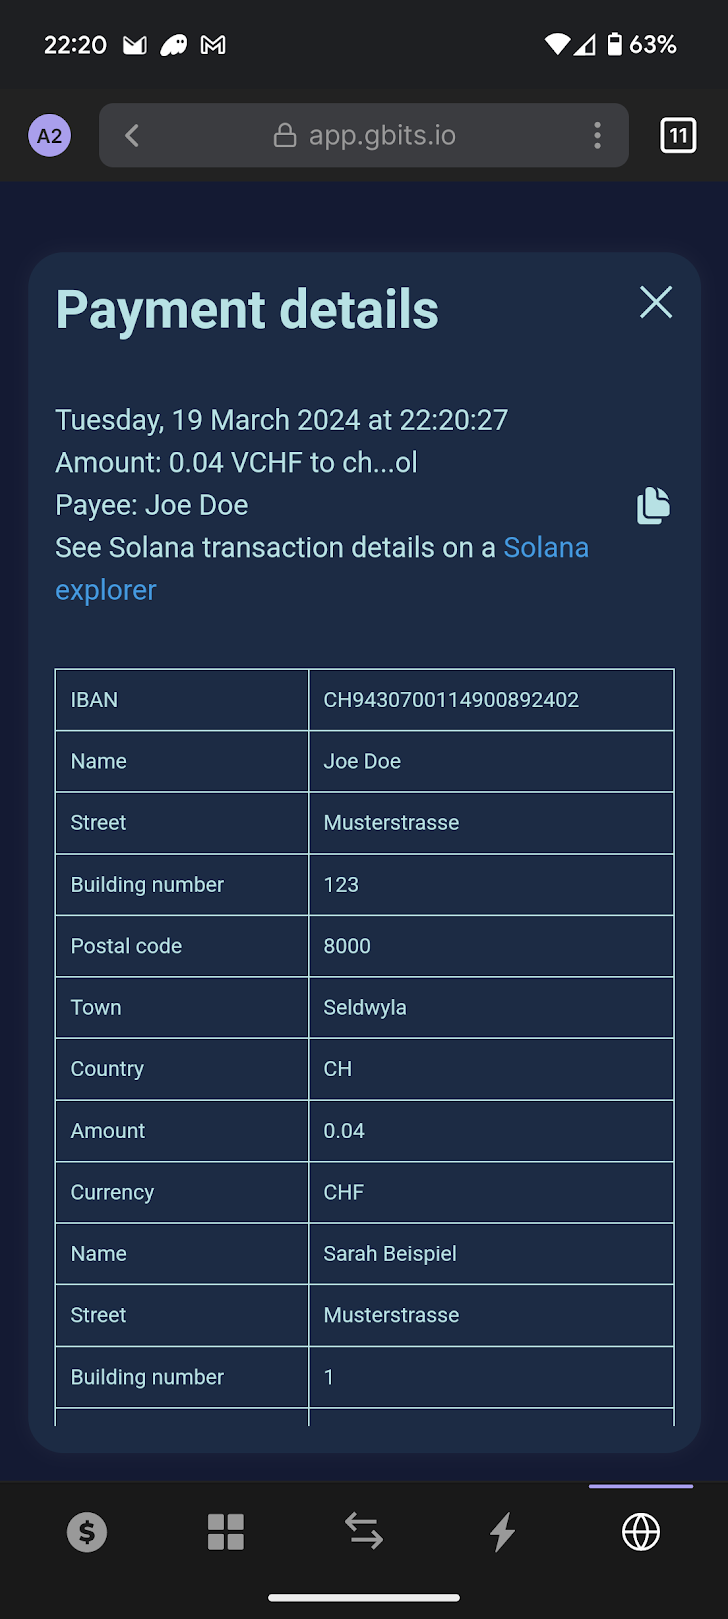 22:20
63%
A2
app.gbits.io
11
Payment details
Tuesday, 19 March 2024 at 22:20:27
Amount: 0.04 VCHF to ch...ol
Payee: Joe Doe
See Solana transaction details on a Solana
explorer
IBAN CH9430700114900892402
Name Joe Doe
Street Musterstrasse
Building number 123
Postal code 8000
Town Seldwyla
Country CH
Amount 0.04
Currency CHF
Name Sarah Beispiel
Street Musterstrasse
Building number 1